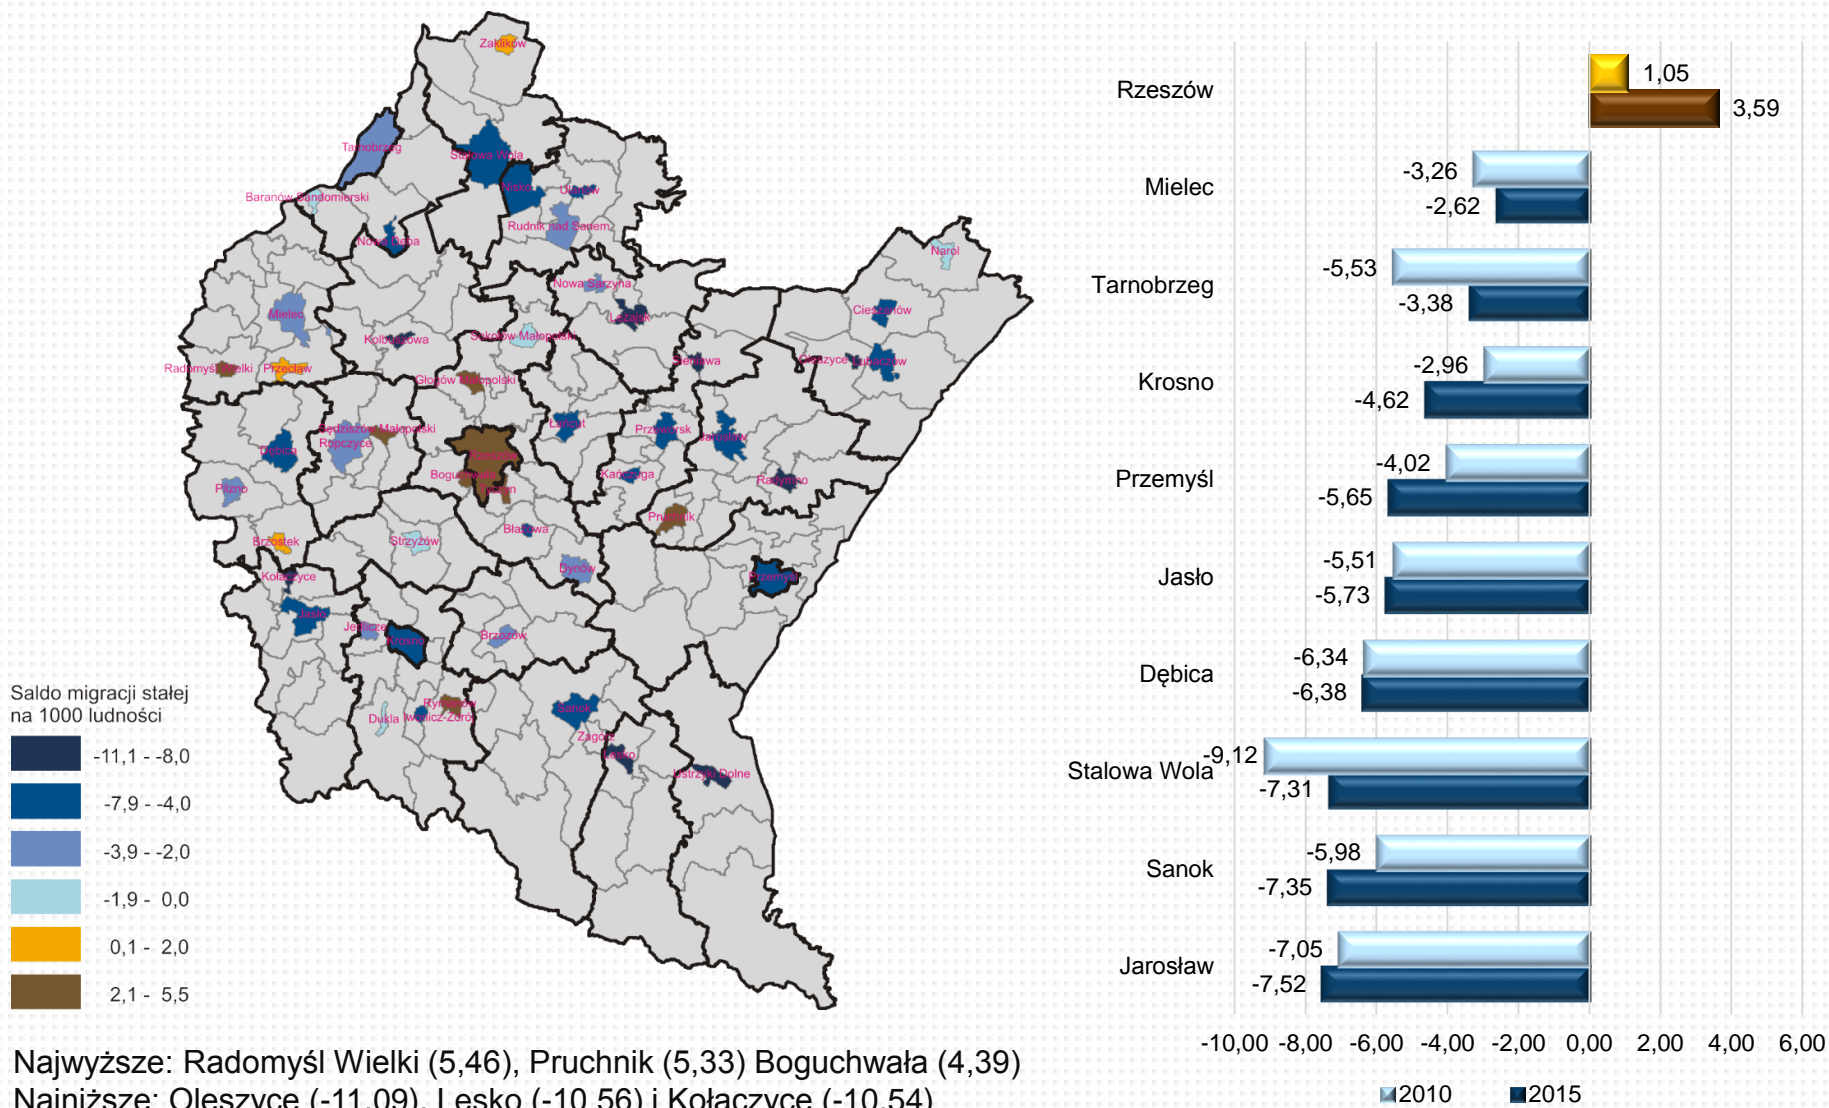 Zaklików
Tarnobrzeg
Stalowa Wola
Nisko
Ulanów
Baranów Sandomierski
Rudnik nad Sanem
Nowa Dęba
Narol
Nowa Sarzyna
Mielec
Leżajsk
Cieszanów
Kolbuszowa
Sokołów Małopolski
Sieniawa
Oleszyce
Lubaczów
Radomyśl Wielki
Przecław
Głogów Małopolski
Łańcut
Przeworsk
Jarosław
Sędziszów Małopolski
Ropczyce
Dębica
Rzeszów
Boguchwała
Tyczyn
Kańczuga
Radymno
Pilzno
Pruchnik
Błażowa
Brzostek
Strzyżów
Dynów
Kołaczyce
Przemyśl
Jasło
Jedlicze
Krosno
Brzozów
Rymanów
Dukla
Iwonicz-Zdrój
Sanok
Zagórz
Lesko
Ustrzyki Dolne
Saldo migracji stałej
na 1000 ludności
-11,1 - -8,0
-7,9 - -4,0
-3,9 - -2,0
-1,9 - 0,0
0,1 - 2,0
2,1 - 5,5
Rzeszów
1,05
3,59
Mielec
-3,26
-2,62
Tarnobrzeg
-5,53
-3,38
Krosno
-2,96
-4,62
Przemyśl
-4,02
-5,65
Jasło
-5,51
-5,73
Dębica
-6,34
-6,38
Stalowa Wola
-9,12
-7,31
Sanok
-5,98
-7,35
Jarosław
-7,05
-7,52
-10,00 -8,00 -6,00 -4,00 -2,00 0,00 2,00 4,00 6,00
2010 2015
Najwyższe: Radomyśl Wielki (5,46), Pruchnik (5,33) Boguchwała (4,39)
Najniższe: Oleszyce (-11,09), Lesko (-10,56) i Kołaczyce (-10,54)